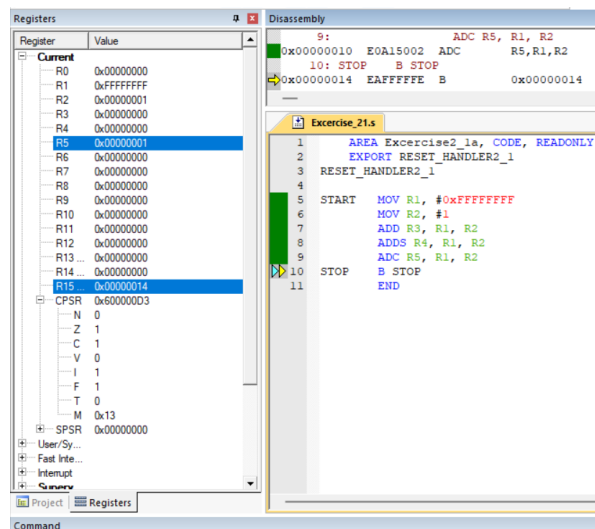 Registers
Register Value
Current
R0 0x00000000
R1 0xFFFFFFFF
R2 0x00000001
R3 0x00000000
R4 0x00000000
R5 0x00000001
R6 0x00000000
R7 0x00000000
R8 0x00000000
R9 0x00000000
R10 0x00000000
R11 0x00000000
R12 0x00000000
R13 ... 0x00000000
R14 ... 0x00000000
R15 ... 0x00000014
CPSR 0x600000D3
N 0
Z 1
C 1
V 0
I 1
F 1
T 0
M 0x13
SPSR 0x00000000
User/Sy...
Fast Inte...
Interrupt
Superv
Project Registers
Disassembly
9: ADC R5, R1, R2
0x00000010 E0A15002 ADC R5,R1,R2
10: STOP B STOP
0x00000014 EAFFFFFE B 0x00000014
Excercise_21.s
1 AREA Excercise2_1a, CODE, READONLY
2 EXPORT RESET_HANDLER2_1
3 RESET_HANDLER2_1
4
5 START MOV R1, #0xFFFFFFFF
6 MOV R2, #1
7 ADD R3, R1, R2
8 ADDS R4, R1, R2
9 ADC R5, R1, R2
10 STOP B STOP
11 END
Command